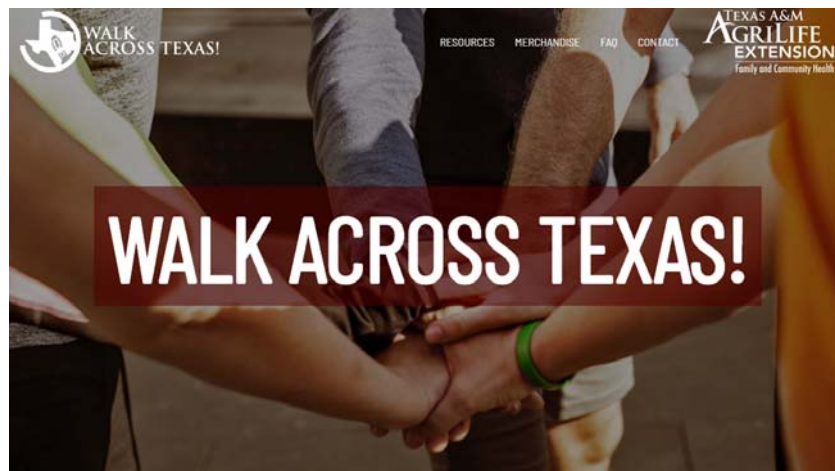 WALK
ACROSS TEXAS!
RESOURCES MERCHANDISE FAQ CONTACT
TEXAS A&M
AGRILIFE
EXTENSION
Family and Community Health
WALK ACROSS TEXAS!